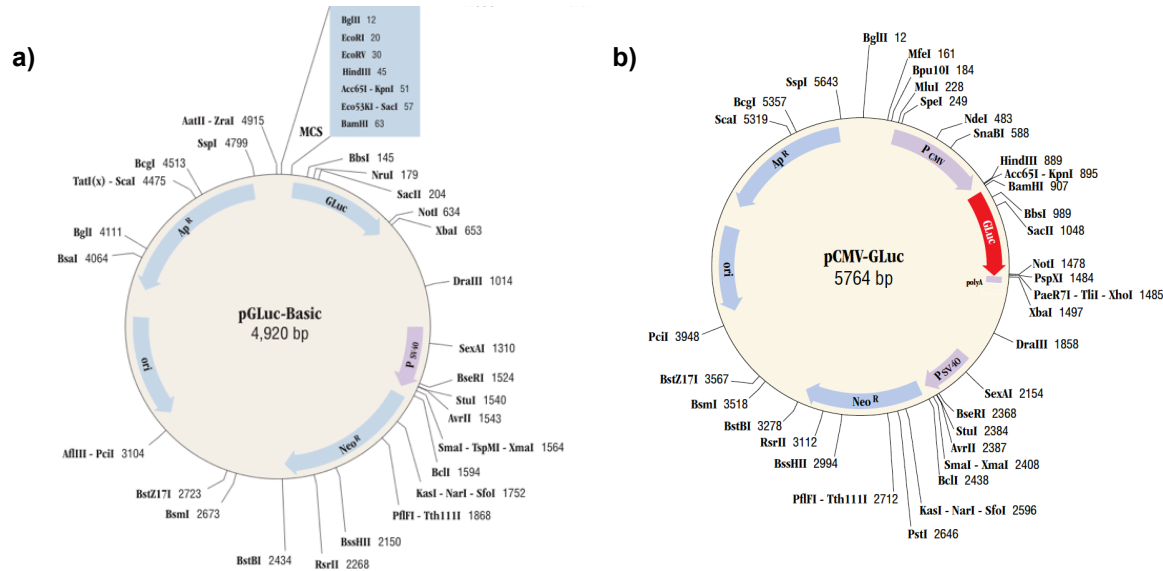 a)
BglII 12
EcoRI 20
EcoRV 30
HindIII 45
Acc65I - KpnI 51
Eco53KI - SacI 57
BamHI 63
MCS
AatII - ZraI 4915
SspI 4799
BcgI 4513
TatI(x) - ScaI 4475
BglI 4111
BsaI 4064
BbsI 145
NruI 179
SacII 204
NotI 634
XbaI 653
DraIII 1014
SexAI 1310
BseRI 1524
StuI 1540
AvrII 1543
SmaI - TspMI - XmaI 1564
BclI 1594
KasI - NarI - SfoI 1752
PflFI - Tth111I 1868
BssHII 2150
RsrII 2268
BstBI 2434
BsmI 2673
BstZ17I 2723
AflIII - PciI 3104
Ap R
GLuc
ori
P SV40
Neo R
pGLuc-Basic
4,920 bp
b)
BglII 12
MfeI 161
Bpu10I 184
MluI 228
SpeI 249
NdeI 483
SnaBI 588
HindIII 889
Acc65I - KpnI 895
BamHI 907
BbsI 989
SacII 1048
NotI 1478
PspXI 1484
PaeR7I - TliI - XhoI 1485
XbaI 1497
DraIII 1858
SexAI 2154
BseRI 2368
StuI 2384
AvrII 2387
SmaI - XmaI 2408
BclI 2438
KasI - NarI - SfoI 2596
PstI 2646
PflFI - Tth111I 2712
BssHII 2994
RsrII 3112
BstBI 3278
BsmI 3518
BstZ17I 3567
PciI 3948
ScaI 5319
BcgI 5357
SspI 5643
Ap R
P CMV
GLuc
polyA
ori
P SV40
Neo R
pCMV-GLuc
5764 bp